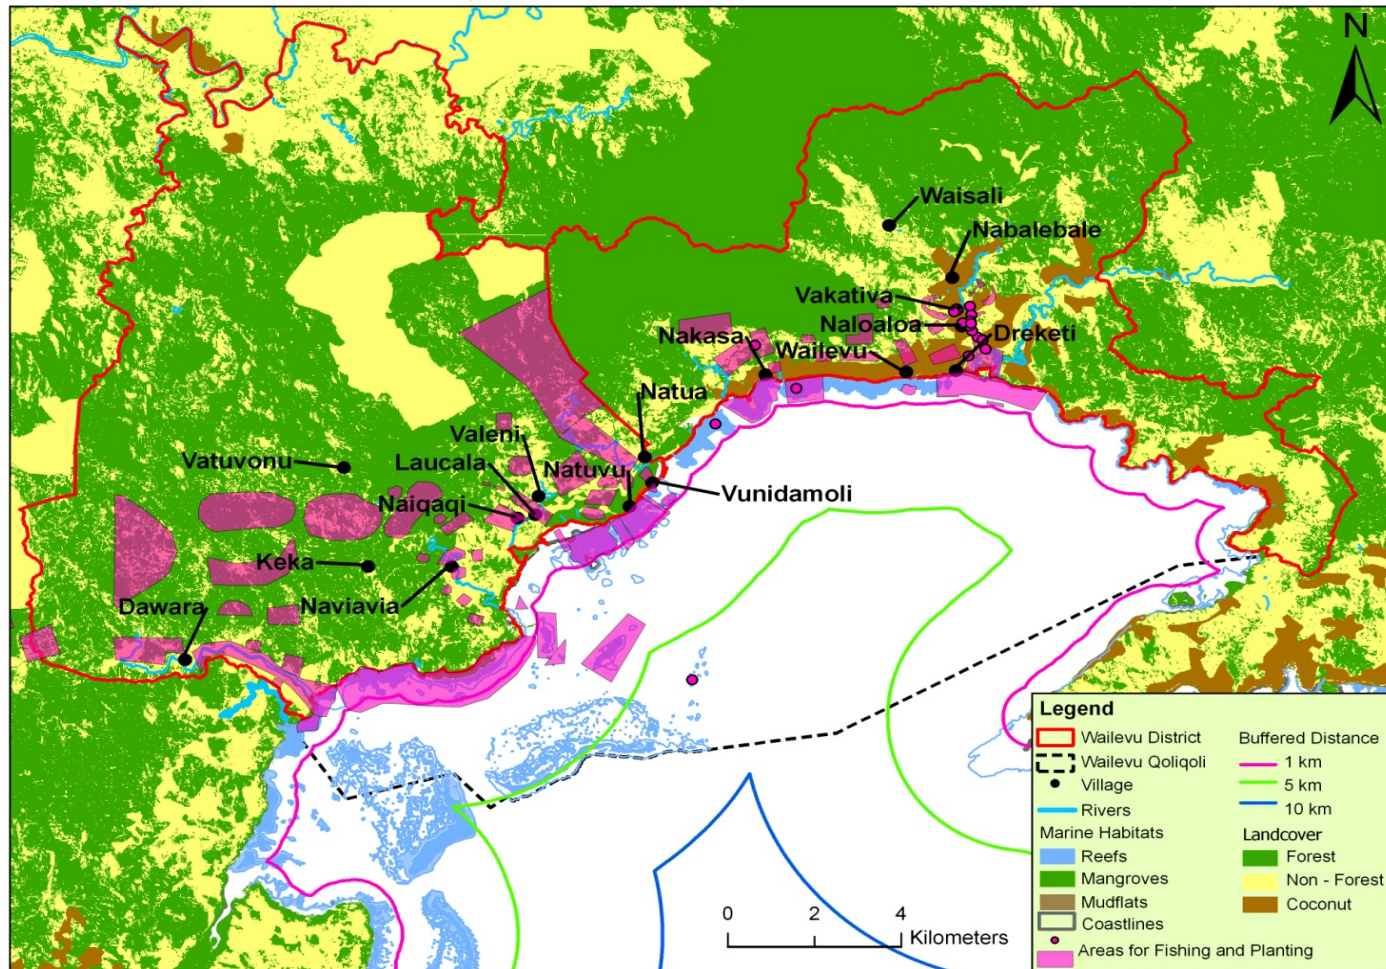 N
Waisali
Nabalebale
Vakativa
Naloaloa
Dreketi
Nakasa
Wailevu
Natua
Valeni
Laucala
Natuvu
Vatuvonu
Vunidamoli
Naiqaqi
Keka
Naviavia
Dawara
0 2 4
Kilometers
Legend
Wailevu District
Wailevu Qoliqoli
Village
Rivers
Marine Habitats
Reefs
Mangroves
Mudflats
Coastlines
Areas for Fishing and Planting
Buffered Distance
1 km
5 km
10 km
Landcover
Forest
Non - Forest
Coconut